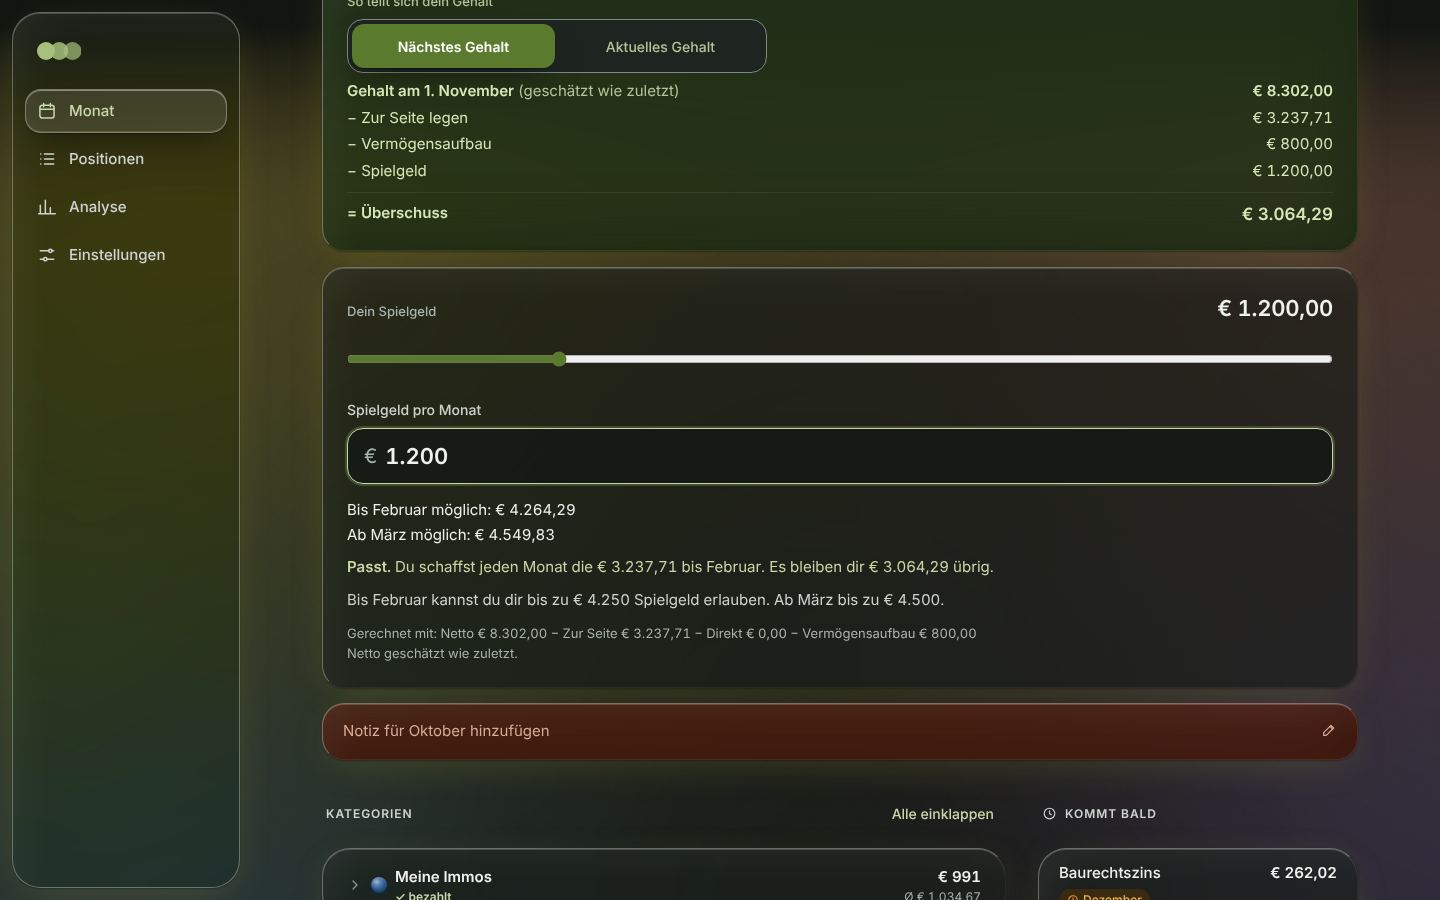 So teilt sich dein Gehalt
Nächstes Gehalt
Aktuelles Gehalt
Gehalt am 1. November (geschätzt wie zuletzt) € 8.302,00
− Zur Seite legen € 3.237,71
− Vermögensaufbau € 800,00
− Spielgeld € 1.200,00
= Überschuss € 3.064,29
Monat
Positionen
Analyse
Einstellungen
Dein Spielgeld € 1.200,00
Spielgeld pro Monat
€ 1.200
Bis Februar möglich: € 4.264,29
Ab März möglich: € 4.549,83
Passt. Du schaffst jeden Monat die € 3.237,71 bis Februar. Es bleiben dir € 3.064,29 übrig.
Bis Februar kannst du dir bis zu € 4.250 Spielgeld erlauben. Ab März bis zu € 4.500.
Gerechnet mit: Netto € 8.302,00 − Zur Seite € 3.237,71 − Direkt € 0,00 − Vermögensaufbau € 800,00
Netto geschätzt wie zuletzt.
Notiz für Oktober hinzufügen
KATEGORIEN
Alle einklappen
Meine Immos € 991
✓ bezahlt Ø € 1.034,67
KOMMT BALD
Baurechtszins € 262,02
Dezember